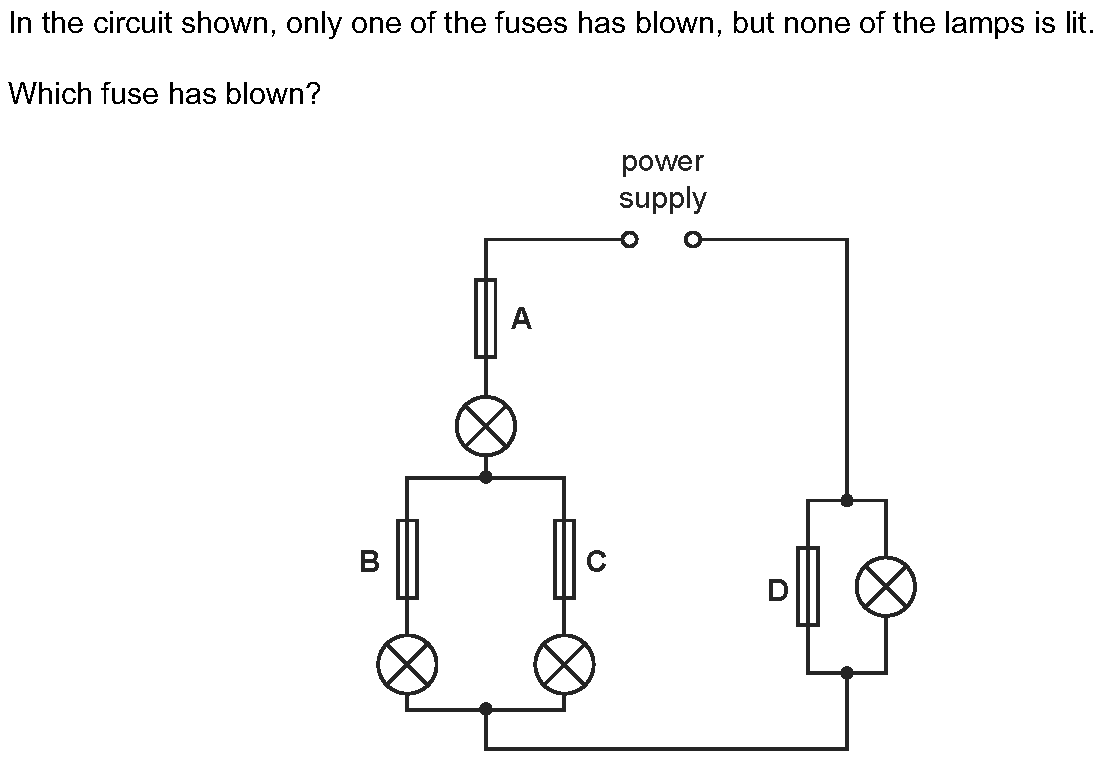 In the circuit shown, only one of the fuses has blown, but none of the lamps is lit.
Which fuse has blown?
power
supply
A
B
C
D